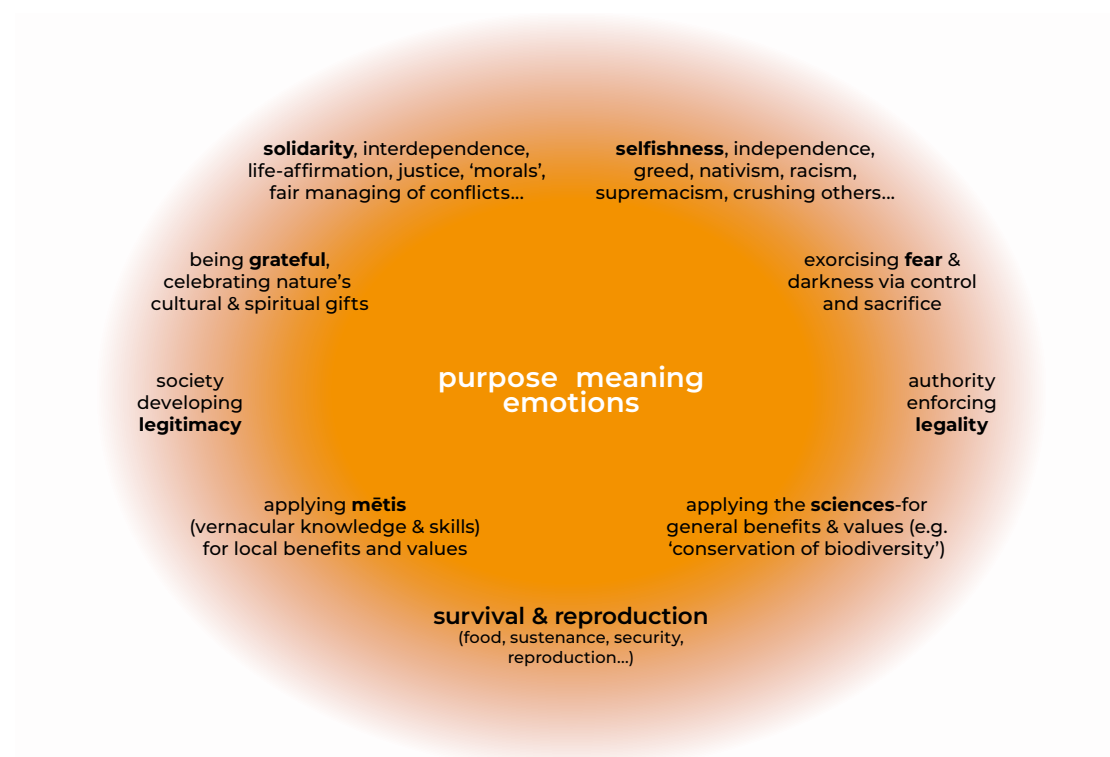 solidarity, interdependence,
life-affirmation, justice, ‘morals’,
fair managing of conflicts...
selfishness, independence,
greed, nativism, racism,
supremacism, crushing others...
being grateful,
celebrating nature’s
cultural & spiritual gifts
exorcising fear &
darkness via control
and sacrifice
society
developing
legitimacy
purpose meaning
emotions
authority
enforcing
legality
applying mētis
(vernacular knowledge & skills)
for local benefits and values
applying the sciences-for
general benefits & values (e.g.
‘conservation of biodiversity’)
survival & reproduction
(food, sustenance, security,
reproduction...)